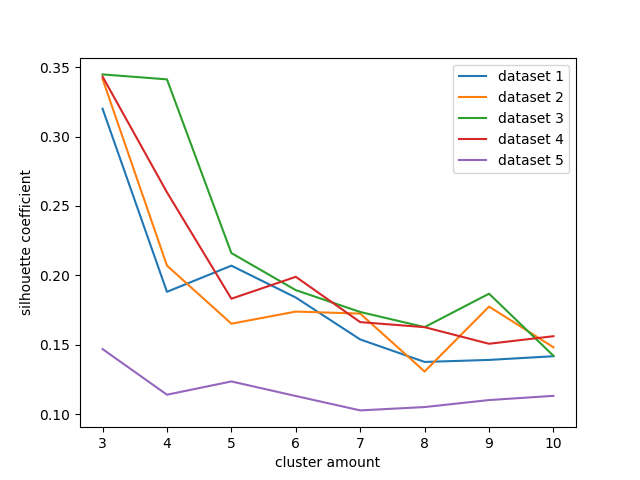 0.35
0.30
0.25
0.20
0.15
0.10
silhouette coefficient
3 4 5 6 7 8 9 10
cluster amount
dataset 1
dataset 2
dataset 3
dataset 4
dataset 5